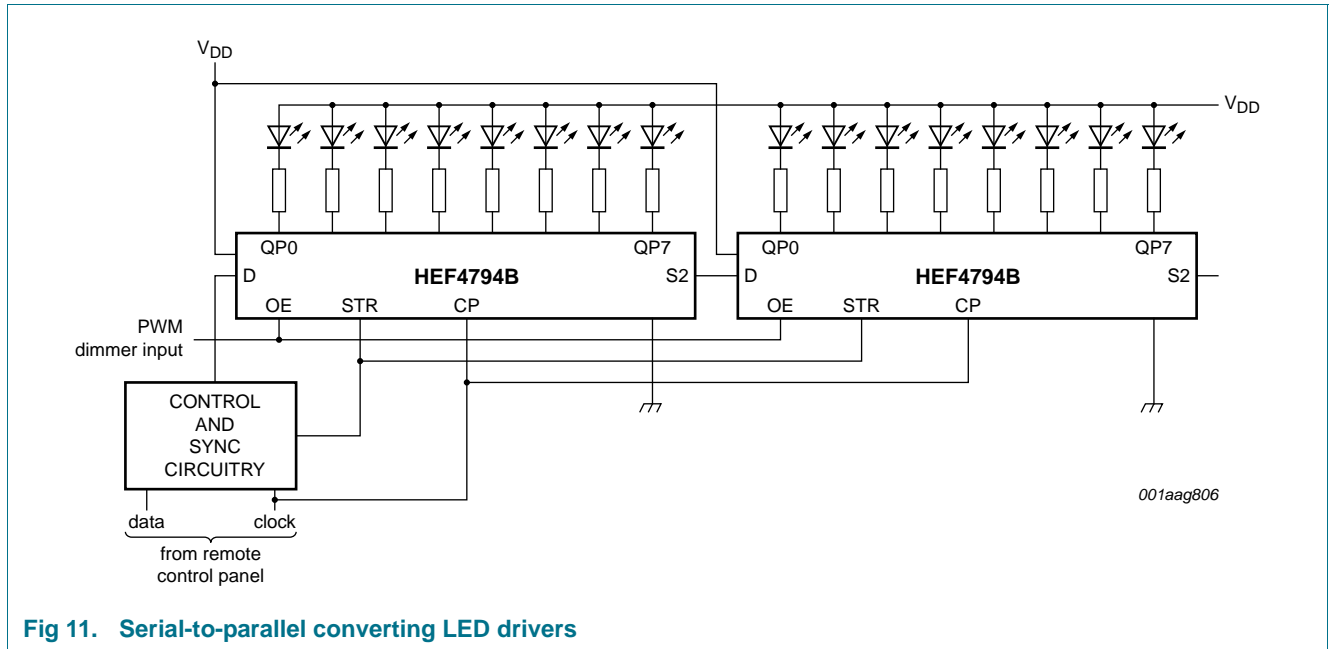 VDD
VDD
QP0 QP7
D HEF4794B S2
OE STR CP
QP0 QP7
D HEF4794B S2
OE STR CP
PWM
dimmer input
CONTROL
AND
SYNC
CIRCUITRY
data clock
from remote
control panel
001aag806
Fig 11. Serial-to-parallel converting LED drivers